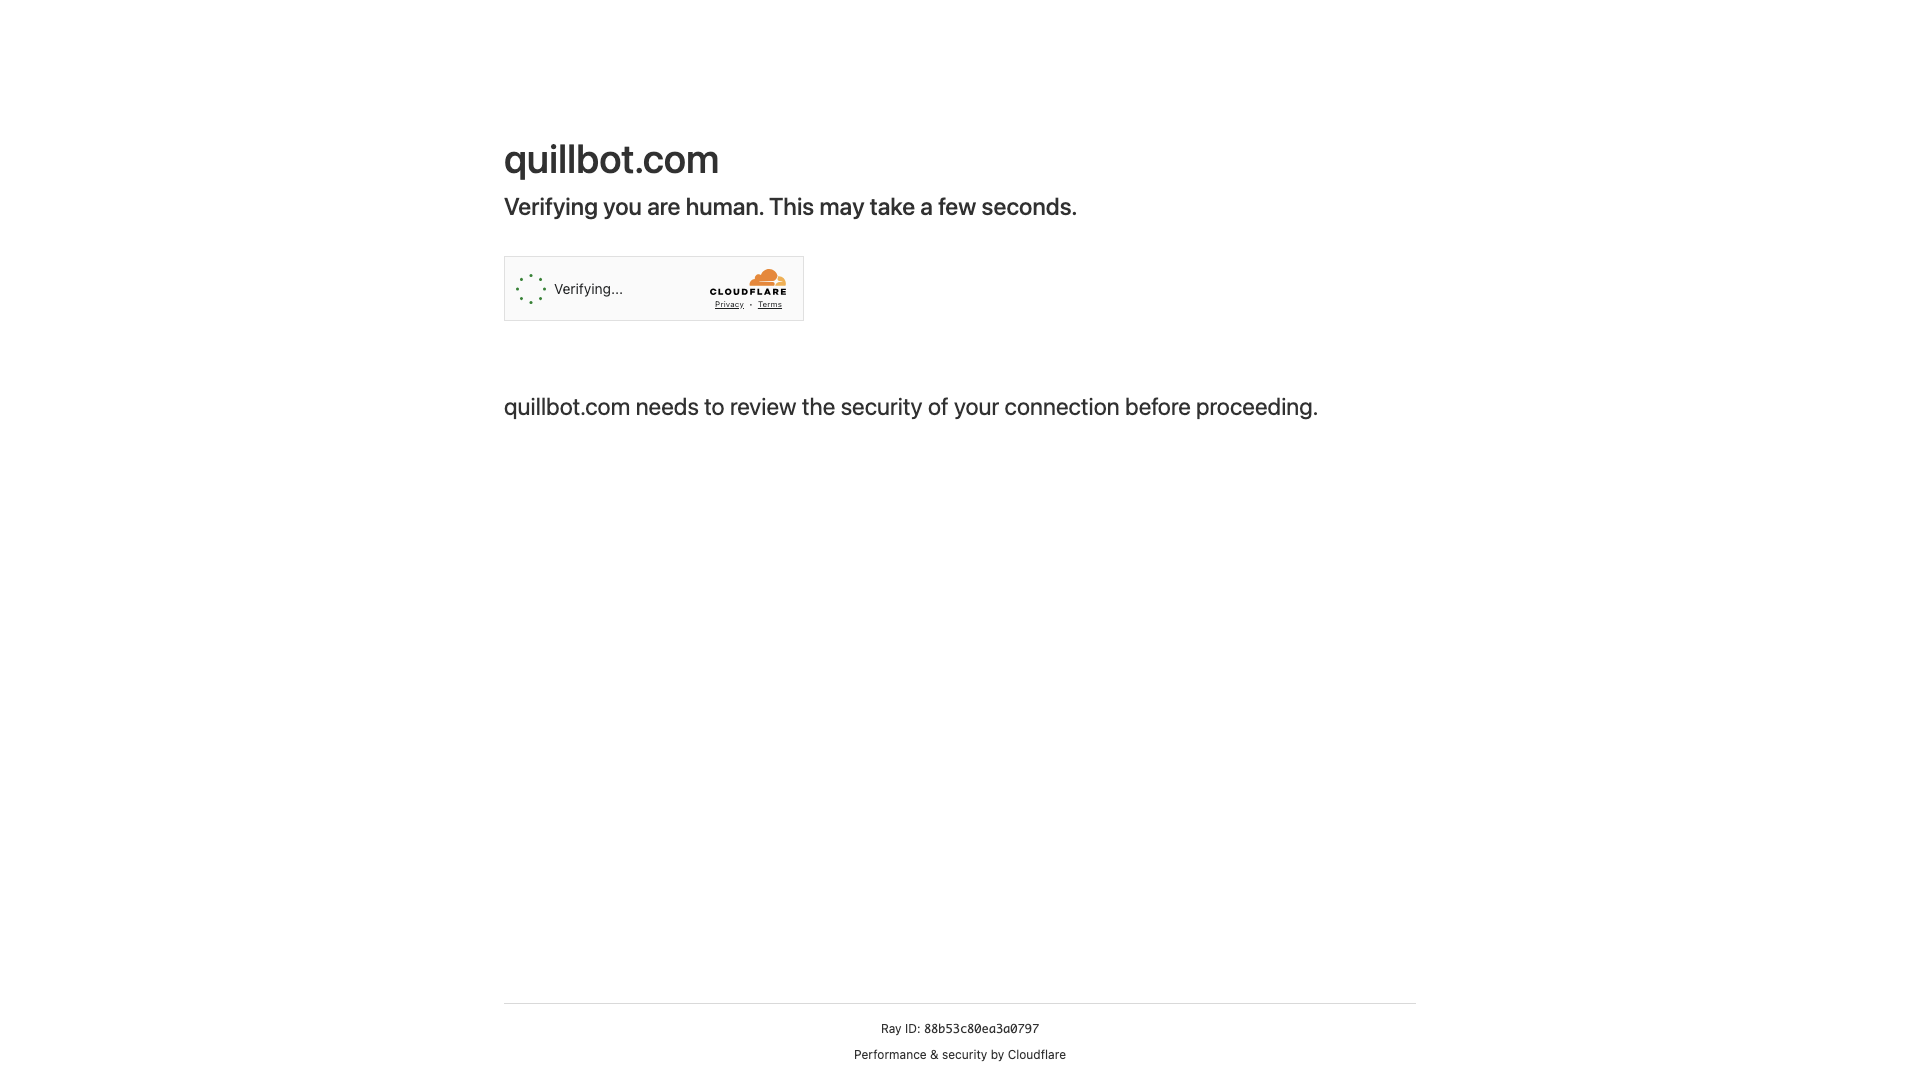 quillbot.com
Verifying you are human. This may take a few seconds.
Verifying...
CLOUDFLARE
Privacy • Terms
quillbot.com needs to review the security of your connection before proceeding.
Ray ID: 88b53c80ea3a0797
Performance & security by Cloudflare